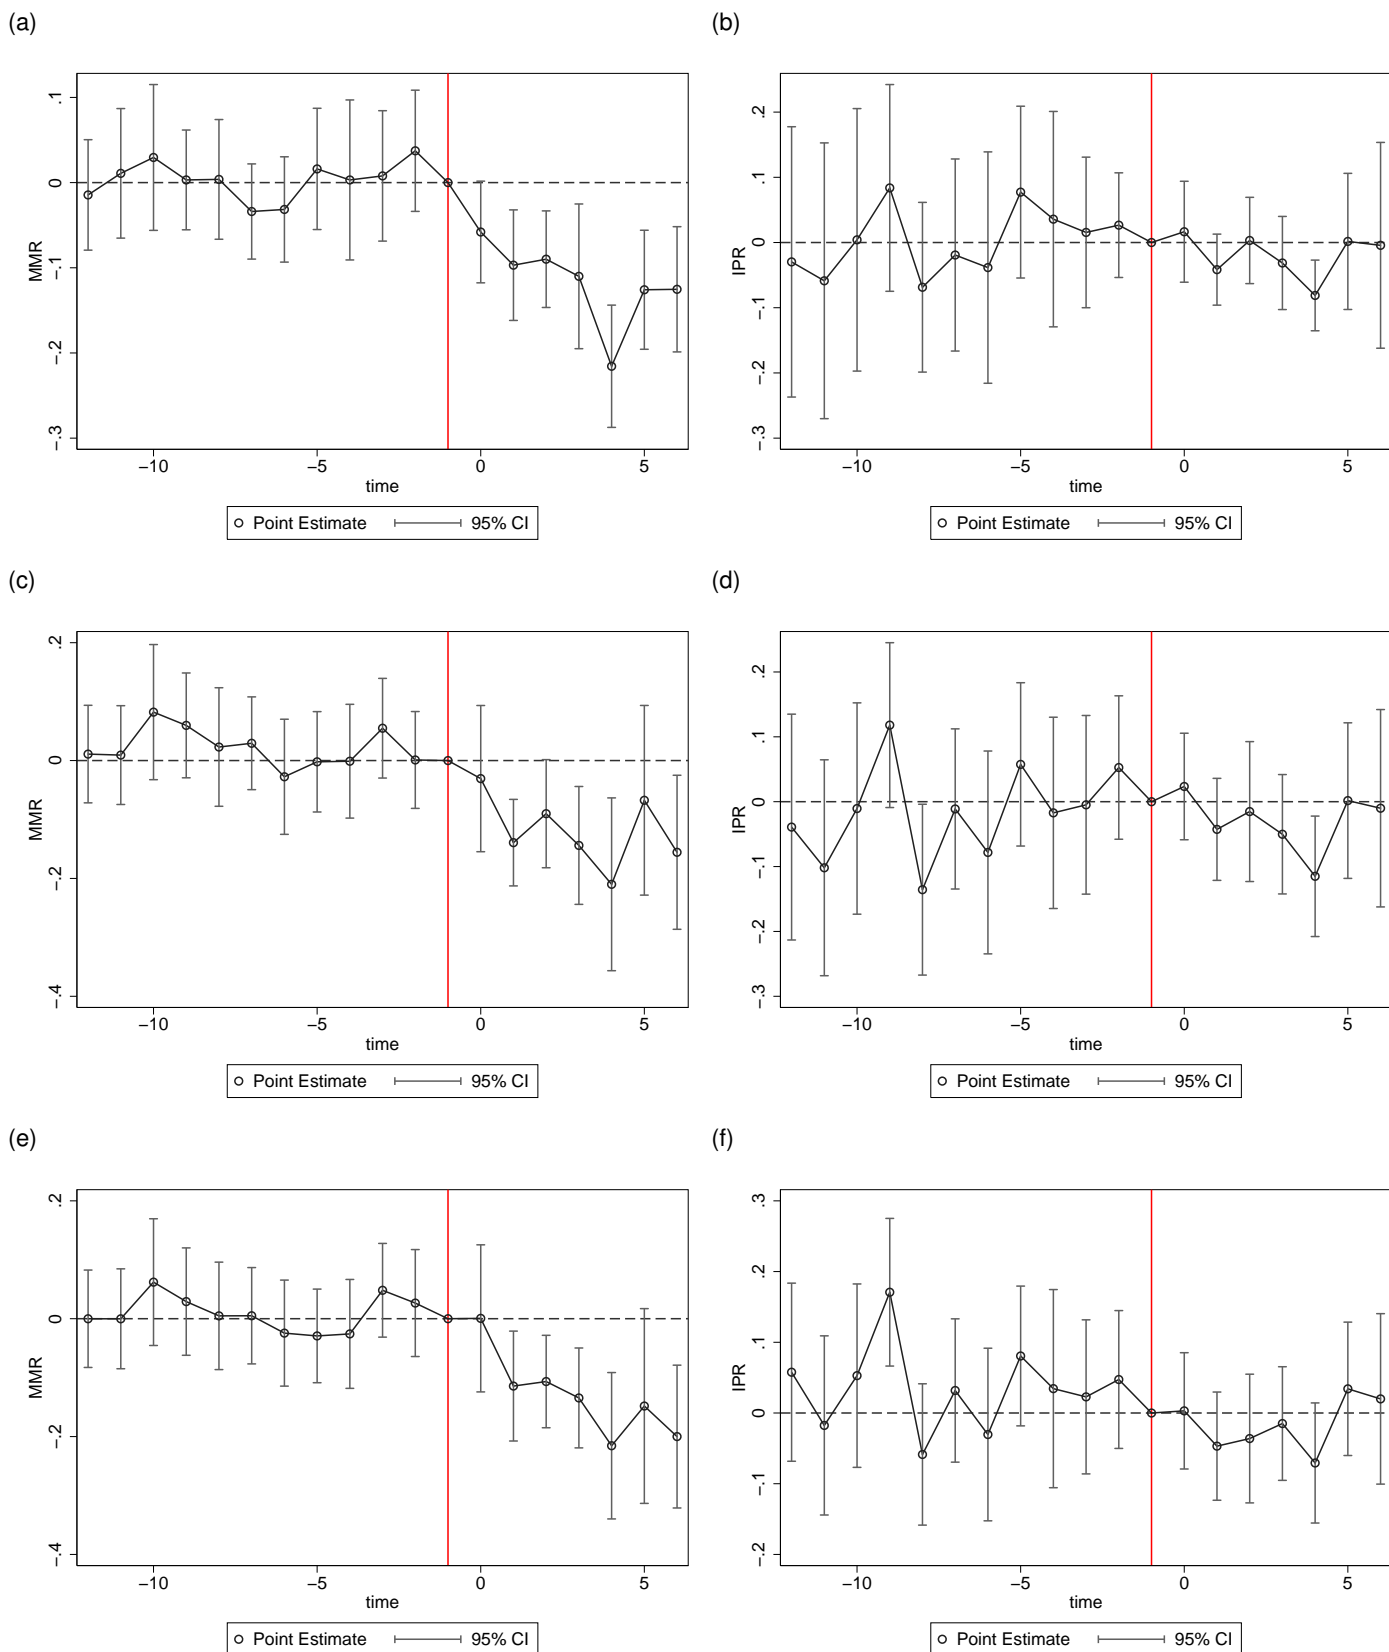 (a)
MMR
.1
0
-.1
-.2
-.3
-10
-5
0
5
time
Point Estimate
95% CI
(b)
IPR
.2
.1
0
-.1
-.2
-.3
-10
-5
0
5
time
Point Estimate
95% CI
(c)
MMR
.2
0
-.2
-.4
-10
-5
0
5
time
Point Estimate
95% CI
(d)
IPR
.2
.1
0
-.1
-.2
-.3
-10
-5
0
5
time
Point Estimate
95% CI
(e)
MMR
.2
0
-.2
-.4
-10
-5
0
5
time
Point Estimate
95% CI
(f)
IPR
.3
.2
.1
0
-.1
-.2
-10
-5
0
5
time
Point Estimate
95% CI